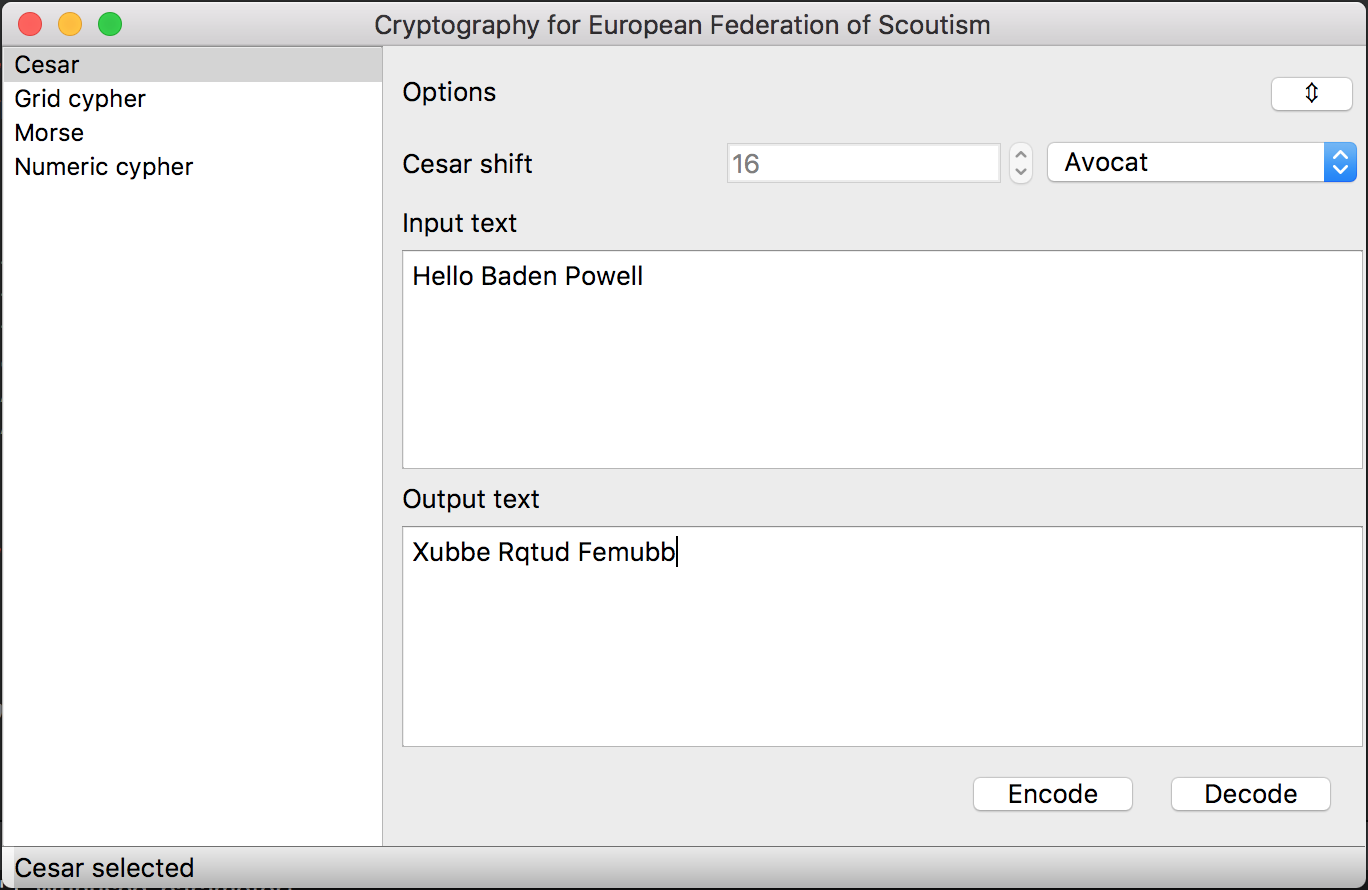 Cryptography for European Federation of Scoutism
Cesar
Grid cypher
Morse
Numeric cypher
Options
Cesar shift
16
Avocat
Input text
Hello Baden Powell
Output text
Xubbe Rqtud Femubb
Encode
Decode
Cesar selected